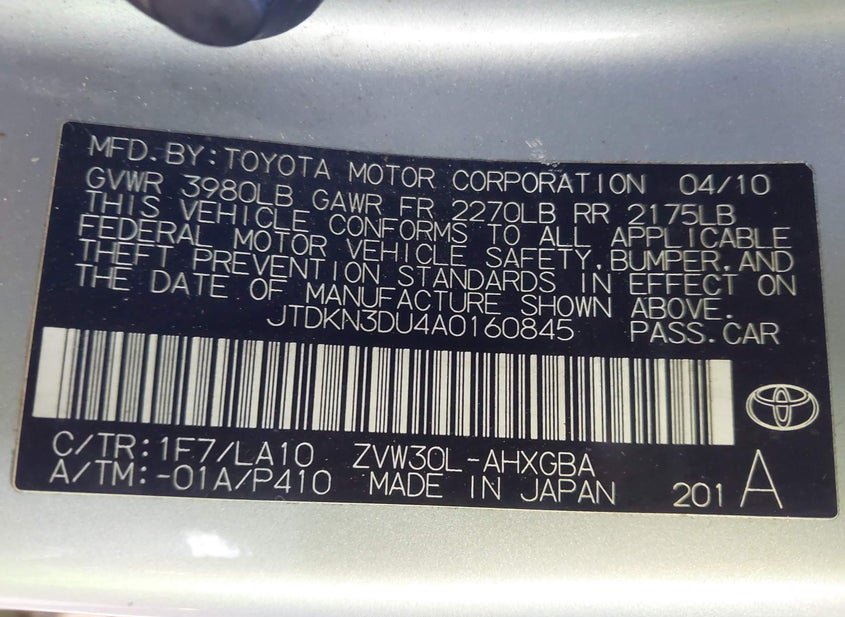 MFD.BY:TOYOTA MOTOR CORPORATION 04/10
GVWR 3980LB GAWR FR 2270LB RR 2175LB
THIS VEHICLE CONFORMS TO ALL APPLICABLE
FEDERAL MOTOR VEHICLE SAFETY,BUMPER,AND
THEFT PREVENTION STANDARDS IN EFFECT ON
THE DATE OF MANUFACTURE SHOWN ABOVE.
JTDKN3DU4A0160845 PASS.CAR
C/TR:1F7/LA10 ZVW30L-AHXGBA
A/TM:-01A/P410 MADE IN JAPAN 201 A